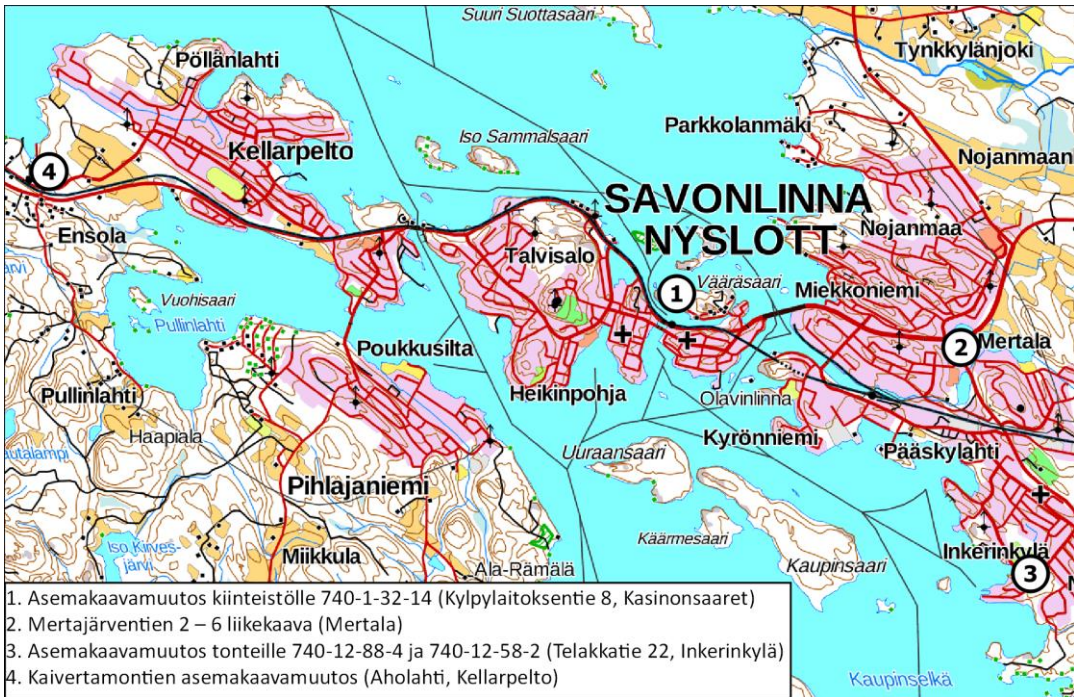 Suuri Suottasaari
Tynkkylänjoki
Pöllänlahti
Parkkolanmäki
Iso Sammalsaari
Kellarpelto
Nojanmaanl
4
SAVONLINNA
NYSLOTT
Ensola
Talvisalo
Nojanmaa
Vääräsaari
1
Miekkoniemi
Vuohisaari
Pullinlahti
Poukkusilta
2
Mertala
Pullinlahti
Heikinpohja
Olavinlinna
Haapiala
Kyrönniemi
Pääskylahti
Uuraansaari
Pihlajaniemi
Iso Kirves-
järvi
Miikkula
Käärmesaari
Inkerinkylä
Kaupinsaari
3
Ala-Rämälä
Kaupinselkä
1. Asemakaavamuutos kiinteistölle 740-1-32-14 (Kylpylaitoksentie 8, Kasinonsaaret)
2. Mertajärventien 2 – 6 liikekaava (Mertala)
3. Asemakaavamuutos tonteille 740-12-88-4 ja 740-12-58-2 (Telakkatie 22, Inkerinkylä)
4. Kaivertamontien asemakaavamuutos (Aholahti, Kellarpelto)